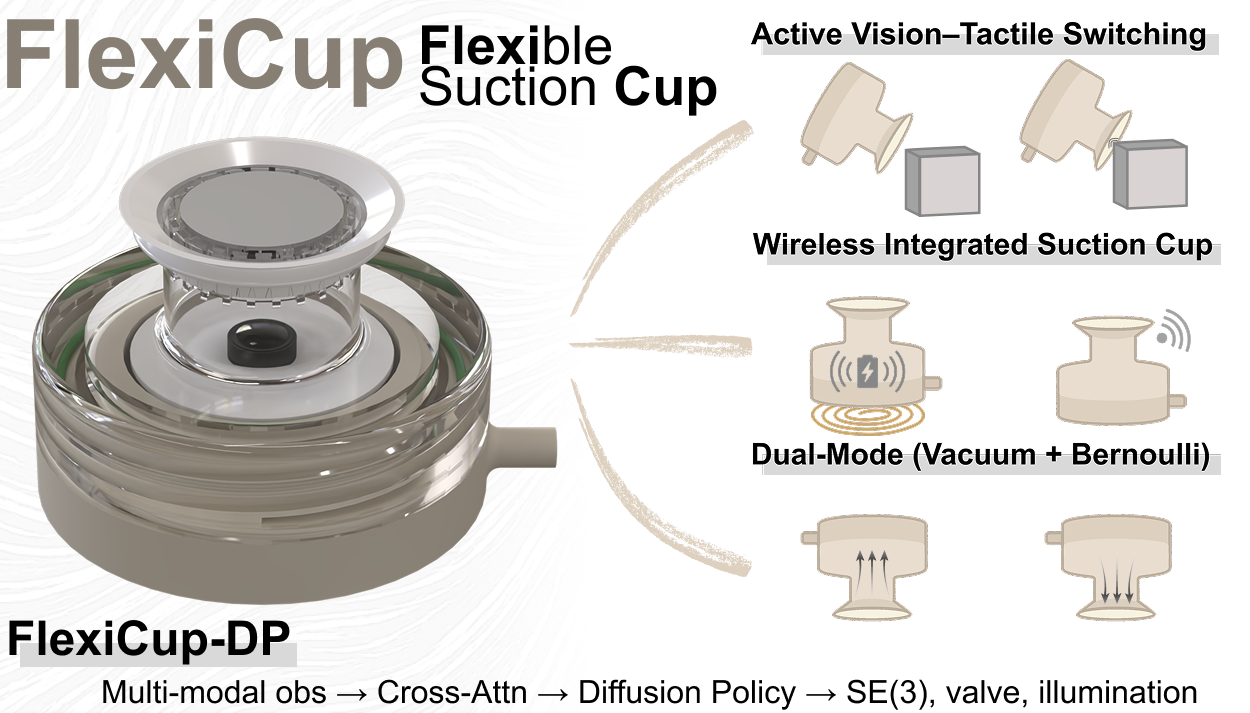 FlexiCup
Flexible
Suction Cup
Active Vision–Tactile Switching
Wireless Integrated Suction Cup
Dual-Mode (Vacuum + Bernoulli)
FlexiCup-DP
Multi-modal obs → Cross-Attn → Diffusion Policy → SE(3), valve, illumination